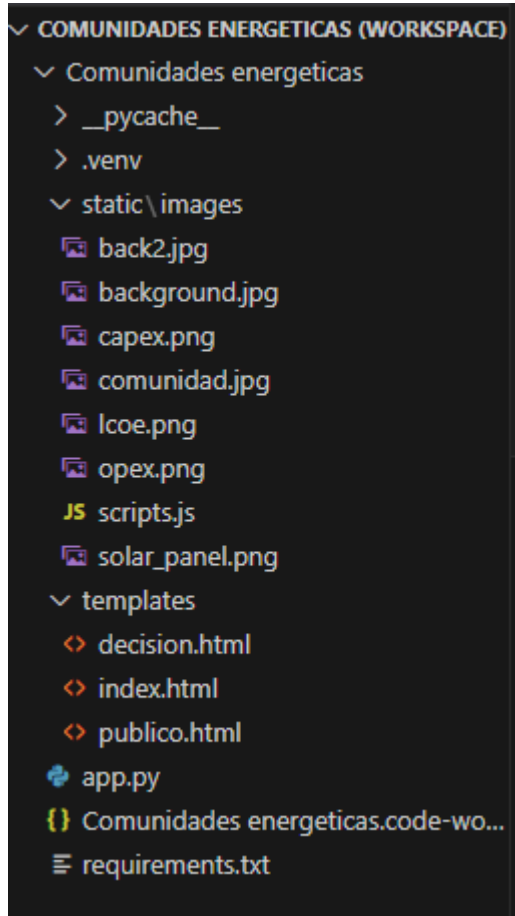 COMUNIDADES ENERGETICAS (WORKSPACE)
Comunidades energeticas
__pycache__
.venv
static\images
back2.jpg
background.jpg
capex.png
comunidad.jpg
lcoe.png
opex.png
JS scripts.js
solar_panel.png
templates
<> decision.html
<> index.html
<> publico.html
app.py
{} Comunidades energeticas.code-wo...
requirements.txt